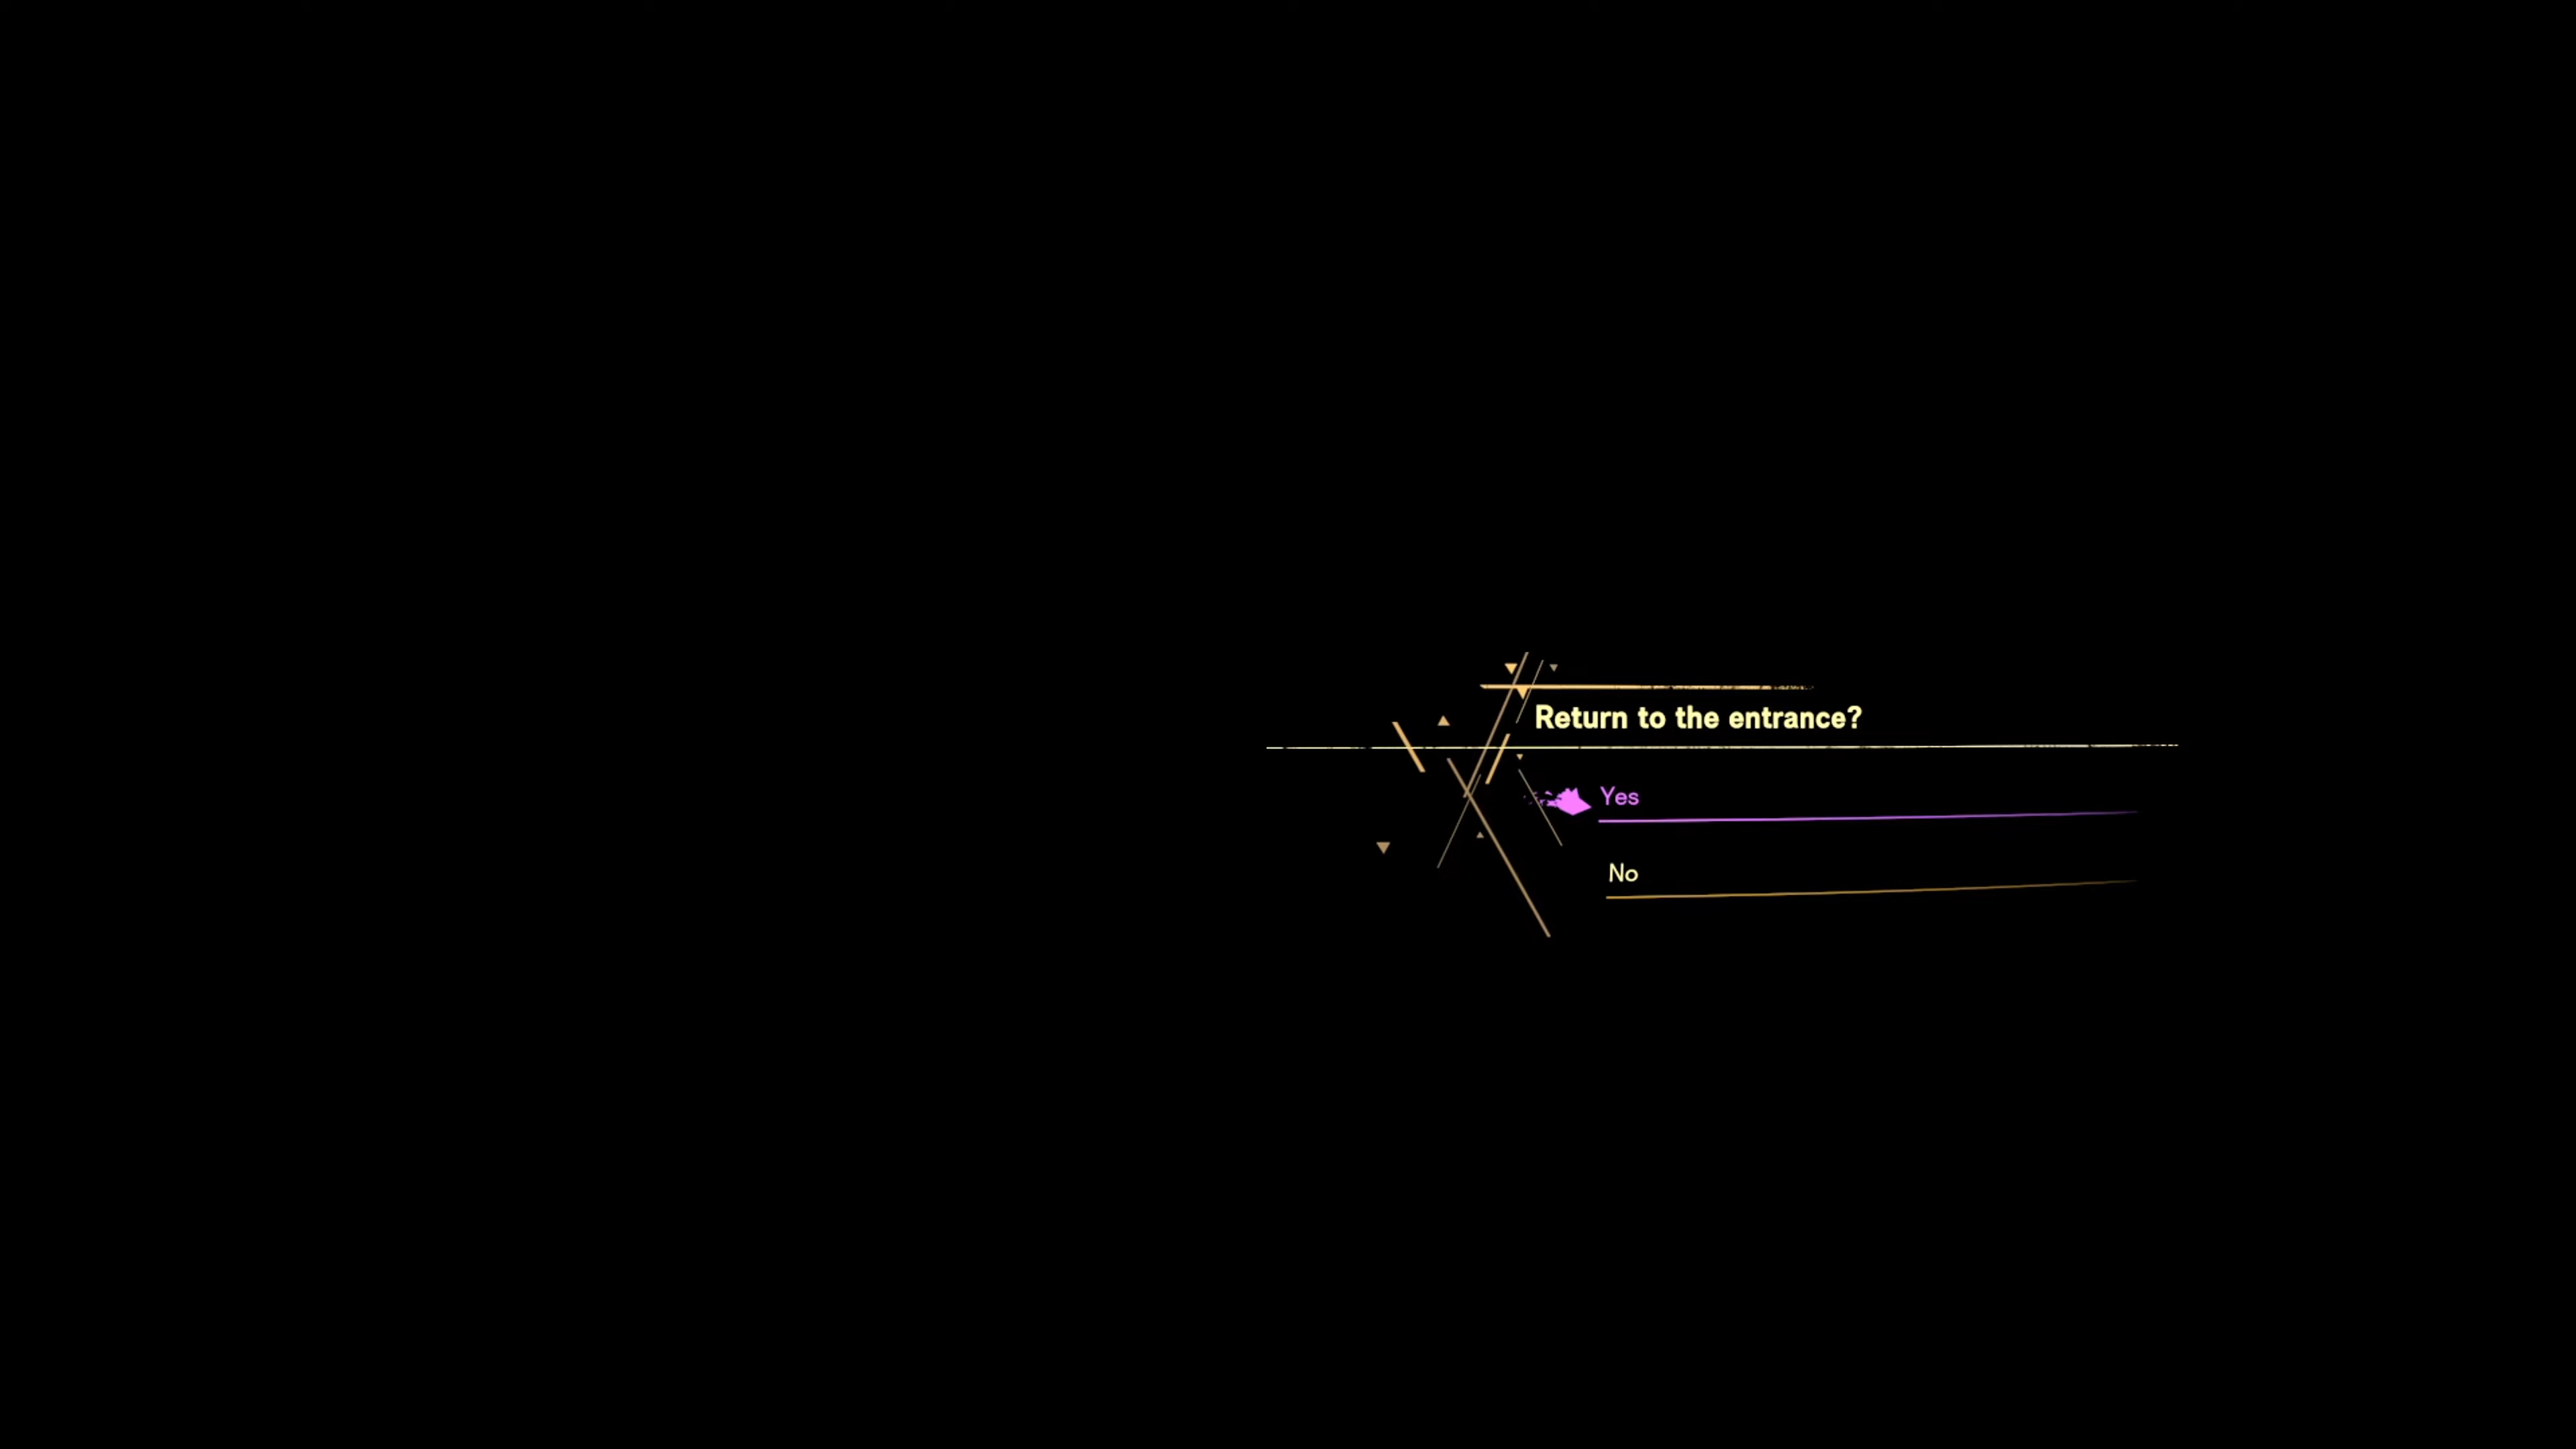 Return to the entrance?
Yes
No